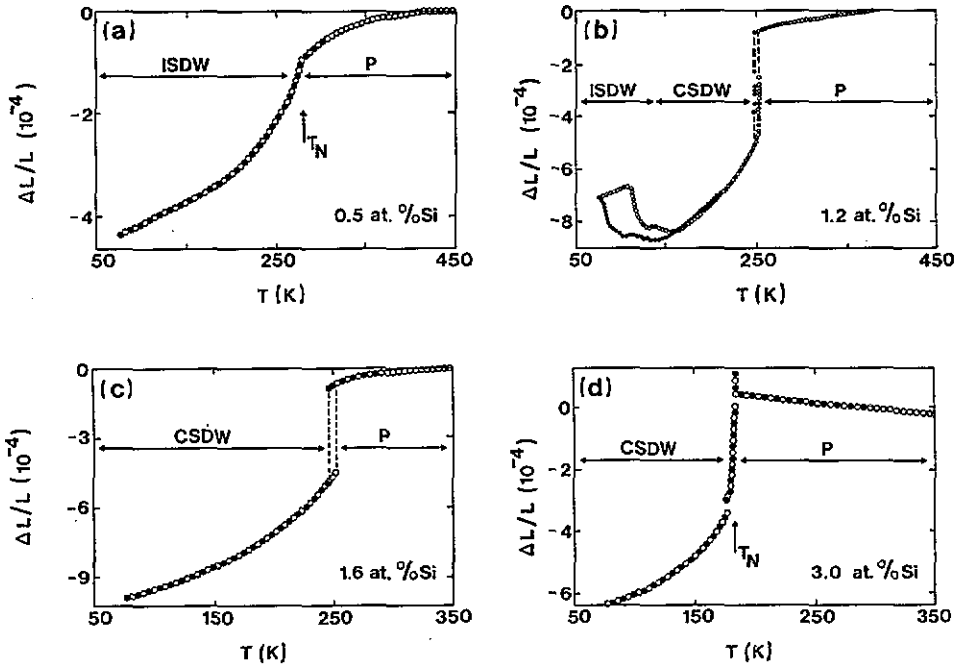 (a)
0
-2
-4
ΔL/L (10⁻⁴)
ISDW
P
T_N
0.5 at. %Si
50
250
450
T (K)
(b)
0
-2
-4
-6
-8
ΔL/L (10⁻⁴)
ISDW
CSDW
P
1.2 at. %Si
50
250
450
T (K)
(c)
0
-3
-6
-9
ΔL/L (10⁻⁴)
CSDW
P
1.6 at. %Si
50
150
250
350
T (K)
(d)
0
-2
-4
-6
ΔL/L (10⁻⁴)
CSDW
P
T_N
3.0 at. %Si
50
150
250
350
T (K)